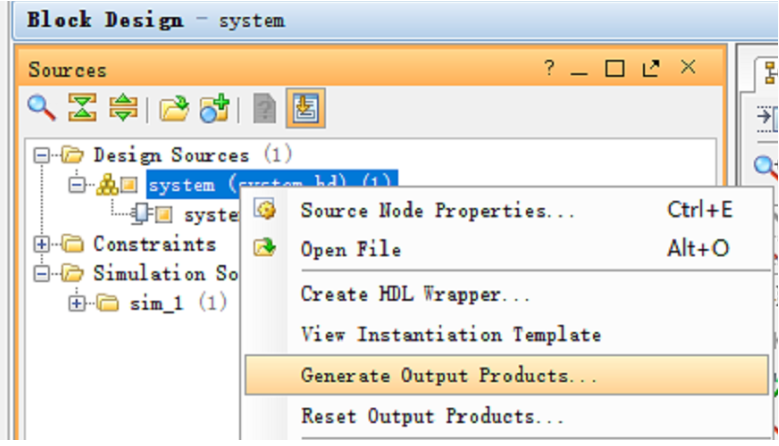 Block Design - system
Sources
Design Sources (1)
system (system.bd) (1)
syste
Source Node Properties... Ctrl+E
Constraints
Open File Alt+O
Simulation So
Create HDL Wrapper...
sim_1 (1)
View Instantiation Template
Generate Output Products...
Reset Output Products...